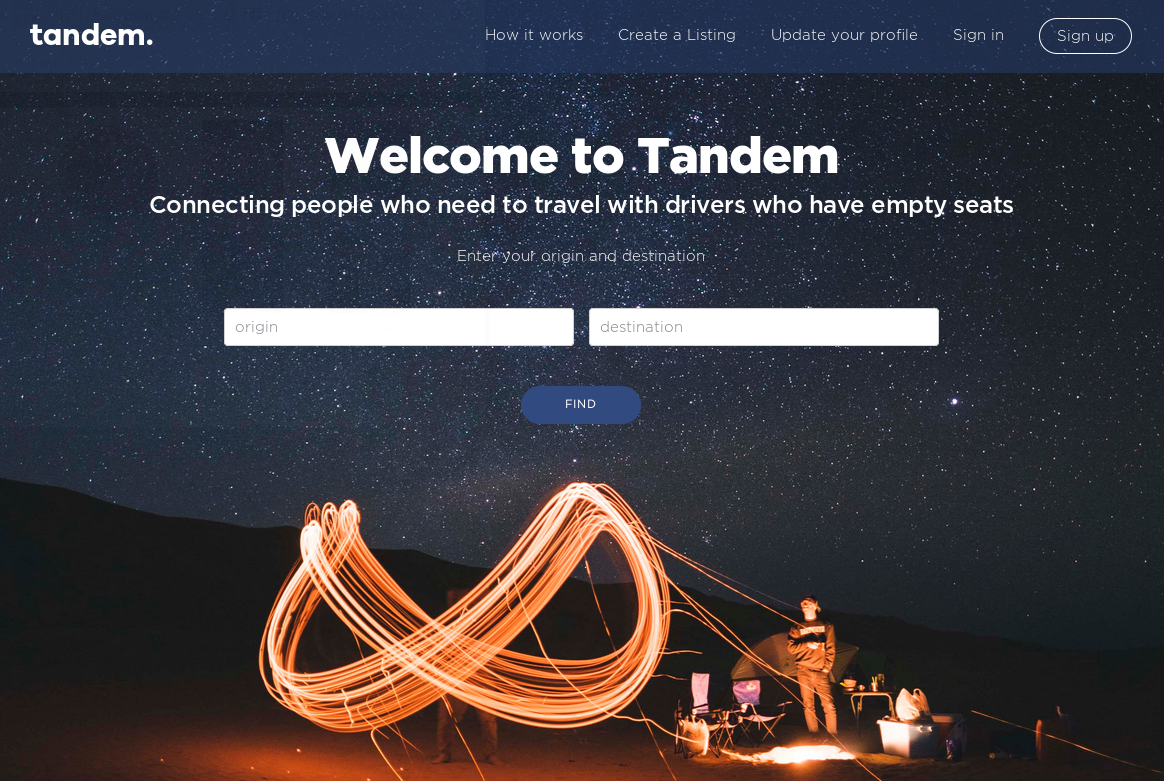 tandem.
How it works
Create a Listing
Update your profile
Sign in
Sign up
Welcome to Tandem
Connecting people who need to travel with drivers who have empty seats
Enter your origin and destination
origin
destination
FIND